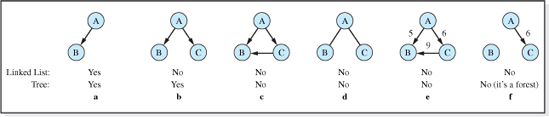 A A A A A A
5 6 6
9
B B C B C B C B C B C
Linked List: Yes No No No No No
Tree: Yes Yes No No No No (it's a forest)
a b c d e f